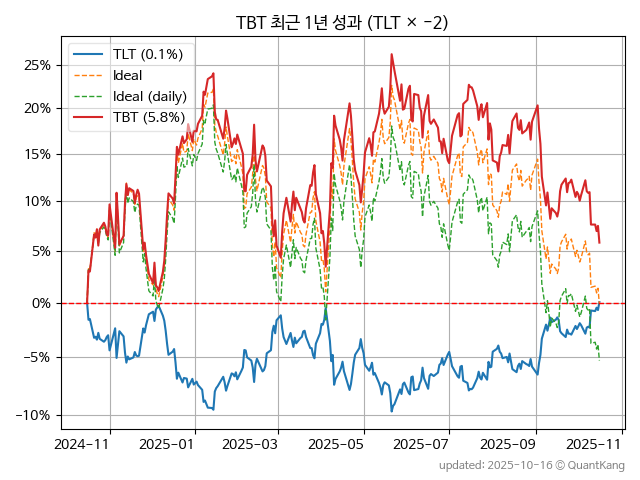 TBT 최근 1년 성과 (TLT × -2)
TLT (0.1%)
Ideal
Ideal (daily)
TBT (5.8%)
25%
20%
15%
10%
5%
0%
-5%
-10%
2024-11 2025-01 2025-03 2025-05 2025-07 2025-09 2025-11
updated: 2025-10-16 © QuantKang